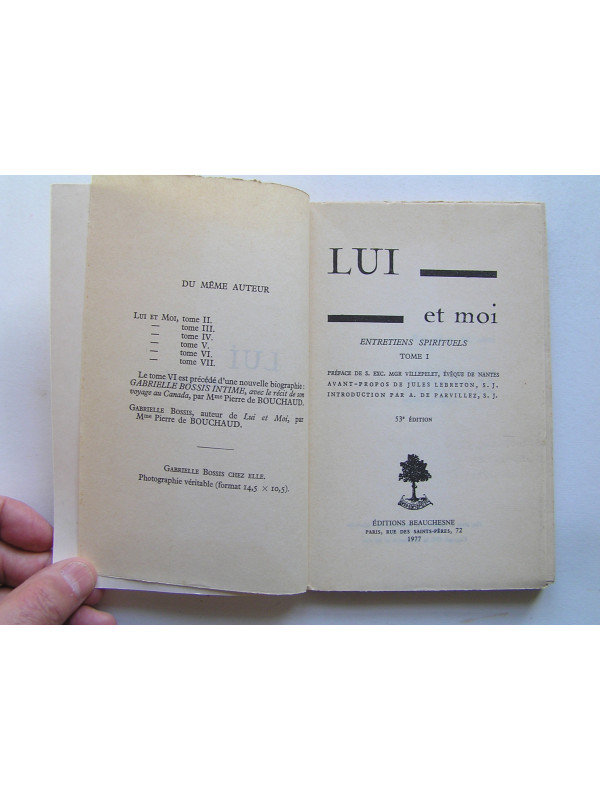 DU MÊME AUTEUR
LUI ET MOI, tome II.
— tome III.
— tome IV.
— tome V.
— tome VI.
— tome VII.
Le tome VI est précédé d'une nouvelle biographie:
GABRIELLE BOSSIS INTIME, avec le récit de son
voyage au Canada, par Mme Pierre de BOUCHAUD.
GABRIELLE BOSSIS, auteur de Lui et Moi, par
Mme Pierre de BOUCHAUD.
GABRIELLE BOSSIS CHEZ ELLE.
Photographie véritable (format 14,5 × 10,5).
LUI
et moi
ENTRETIENS SPIRITUELS
TOME I
PRÉFACE DE S. EXC. MGR VILLEPELET, ÉVÊQUE DE NANTES
AVANT-PROPOS DE JULES LEBRETON, S. J.
INTRODUCTION PAR A. DE PARVILLEZ, S. J.
53e ÉDITION
ÉDITIONS BEAUCHESNE
PARIS, RUE DES SAINTS-PÈRES, 72
1977